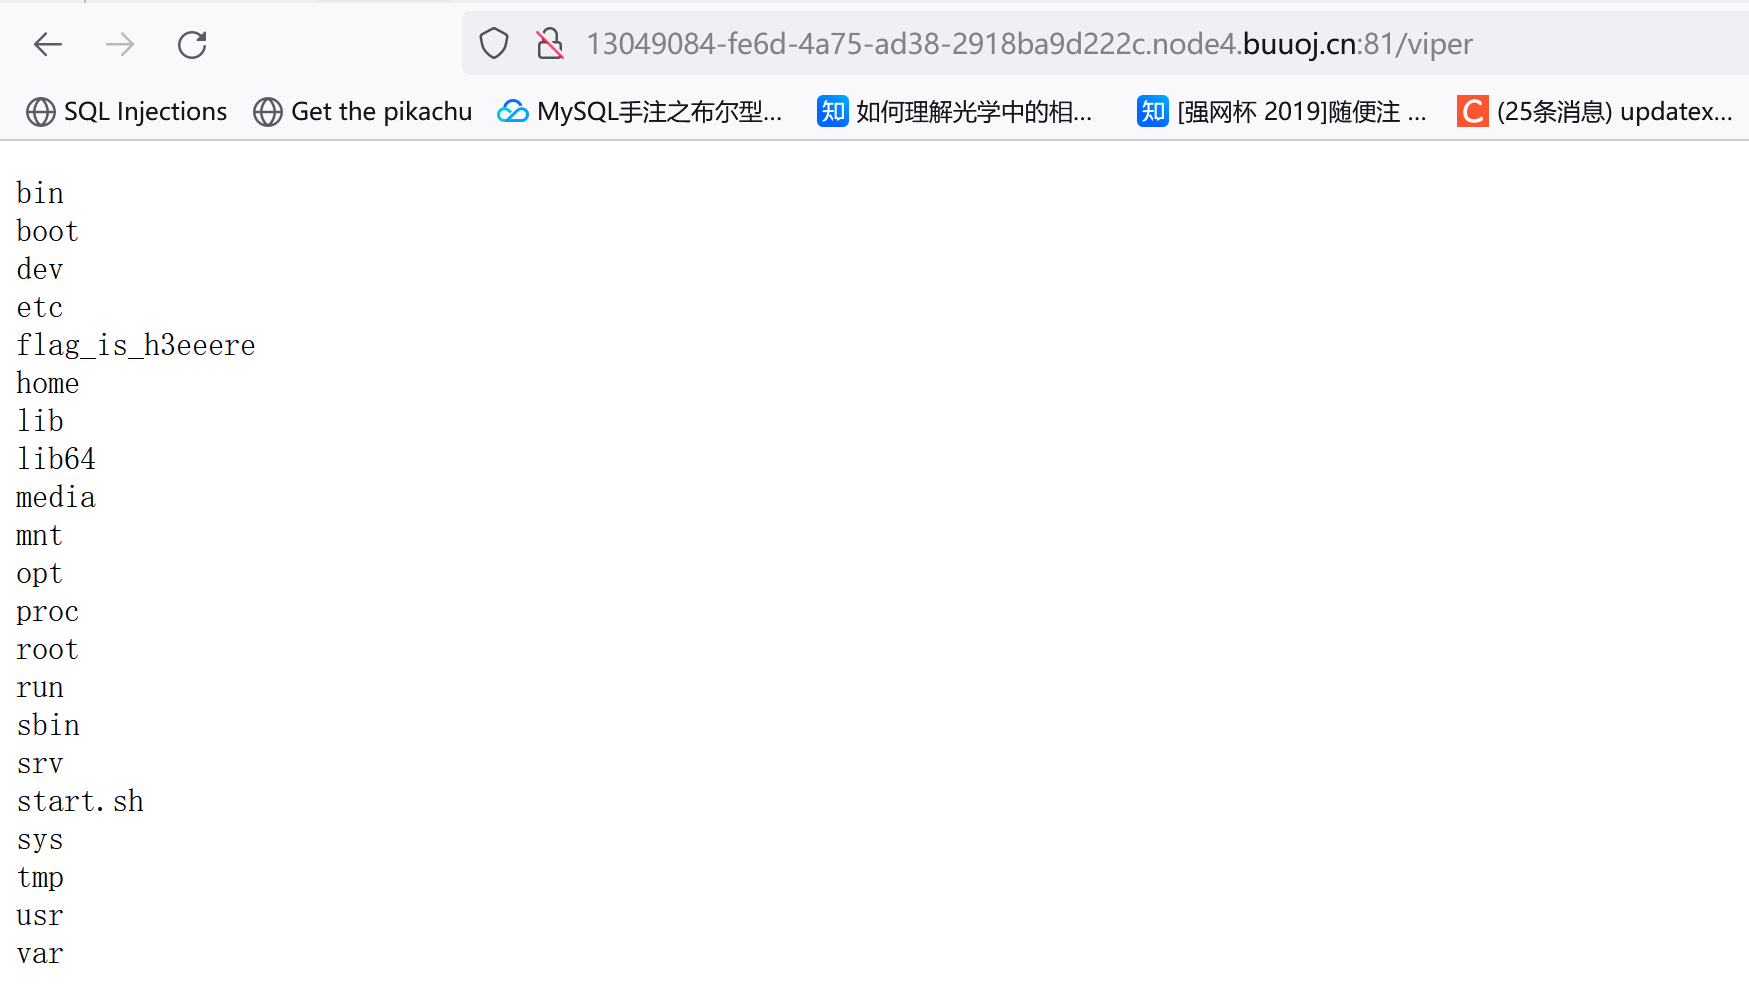 13049084-fe6d-4a75-ad38-2918ba9d222c.node4.buuoj.cn:81/viper
SQL Injections Get the pikachu MySQL手注之布尔型... 知 如何理解光学中的相... 知 [强网杯 2019]随便注 ... C (25条消息) updatex...
bin
boot
dev
etc
flag_is_h3eeere
home
lib
lib64
media
mnt
opt
proc
root
run
sbin
srv
start.sh
sys
tmp
usr
var